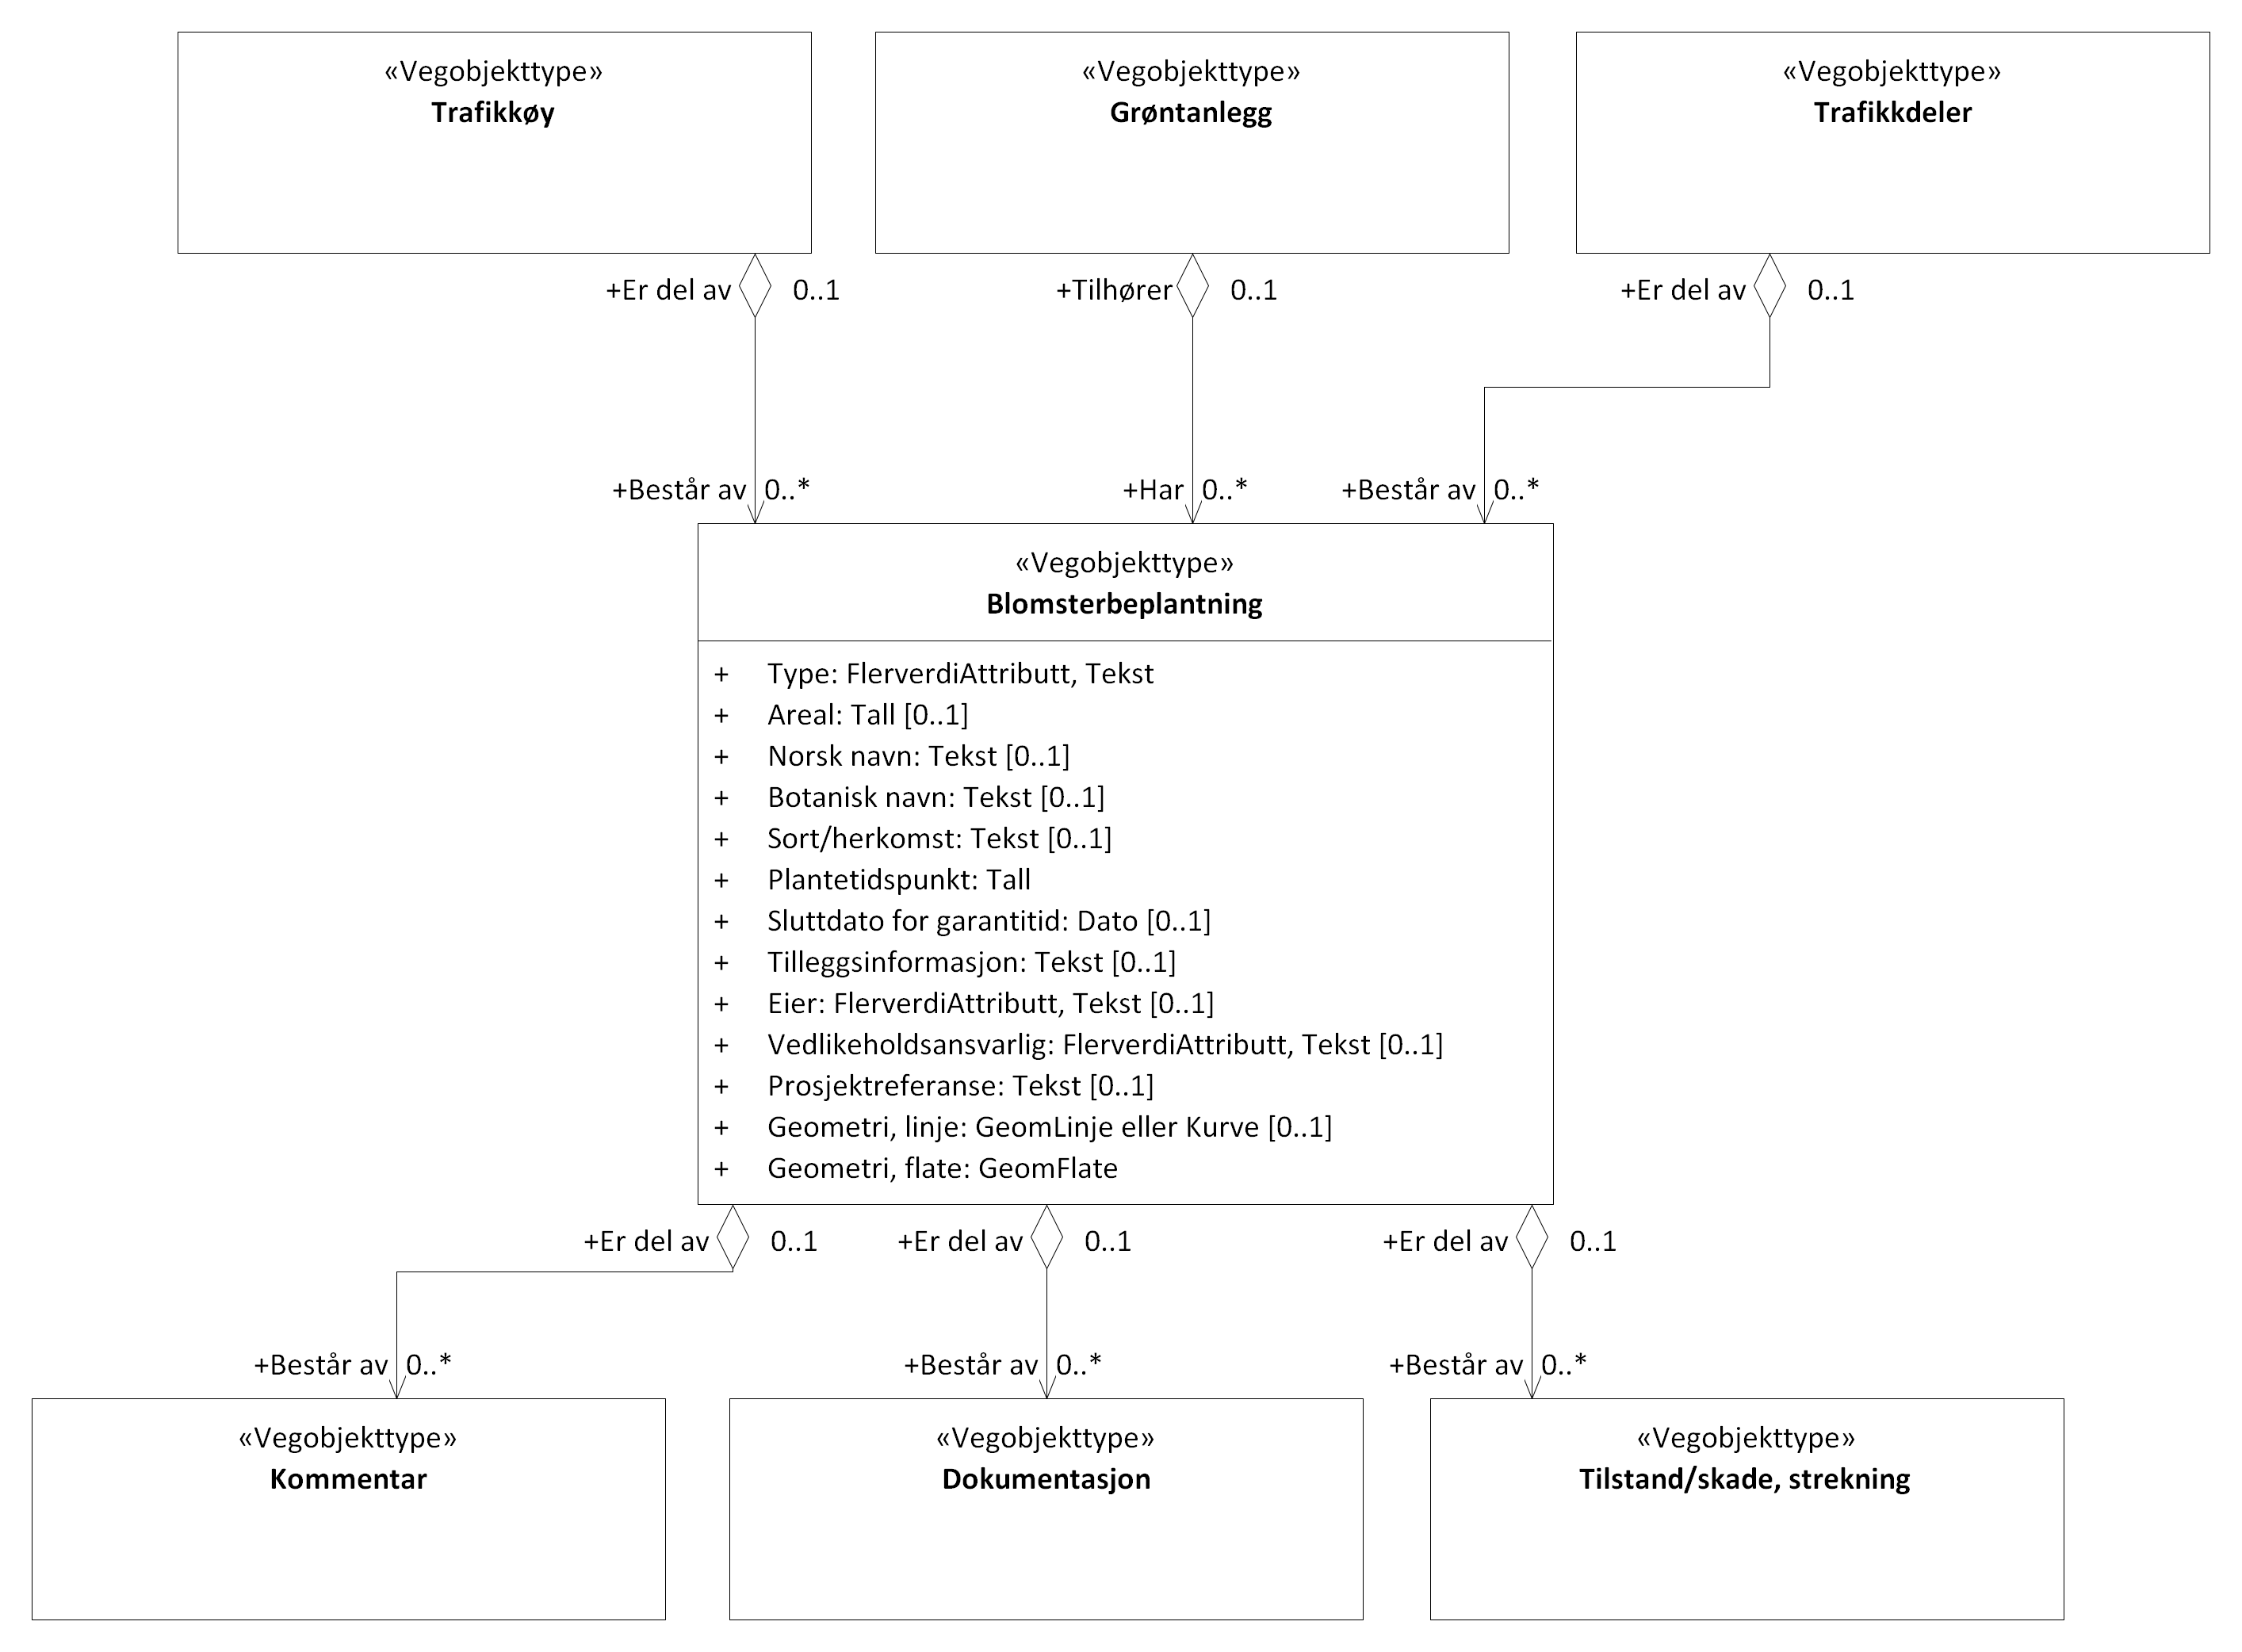 «Vegobjekttype»
Trafikkøy
«Vegobjekttype»
Grøntanlegg
«Vegobjekttype»
Trafikkdeler
+Er del av 0..1
+Tilhører 0..1
+Er del av 0..1
+Består av 0..*
+Har 0..*
+Består av 0..*
«Vegobjekttype»
Blomsterbeplantning
+ Type: FlerverdiAttributt, Tekst
+ Areal: Tall [0..1]
+ Norsk navn: Tekst [0..1]
+ Botanisk navn: Tekst [0..1]
+ Sort/herkomst: Tekst [0..1]
+ Plantetidspunkt: Tall
+ Sluttdato for garantitid: Dato [0..1]
+ Tilleggsinformasjon: Tekst [0..1]
+ Eier: FlerverdiAttributt, Tekst [0..1]
+ Vedlikeholdsansvarlig: FlerverdiAttributt, Tekst [0..1]
+ Prosjektreferanse: Tekst [0..1]
+ Geometri, linje: GeomLinje eller Kurve [0..1]
+ Geometri, flate: GeomFlate
+Er del av 0..1
+Er del av 0..1
+Er del av 0..1
+Består av 0..*
+Består av 0..*
+Består av 0..*
«Vegobjekttype»
Kommentar
«Vegobjekttype»
Dokumentasjon
«Vegobjekttype»
Tilstand/skade, strekning